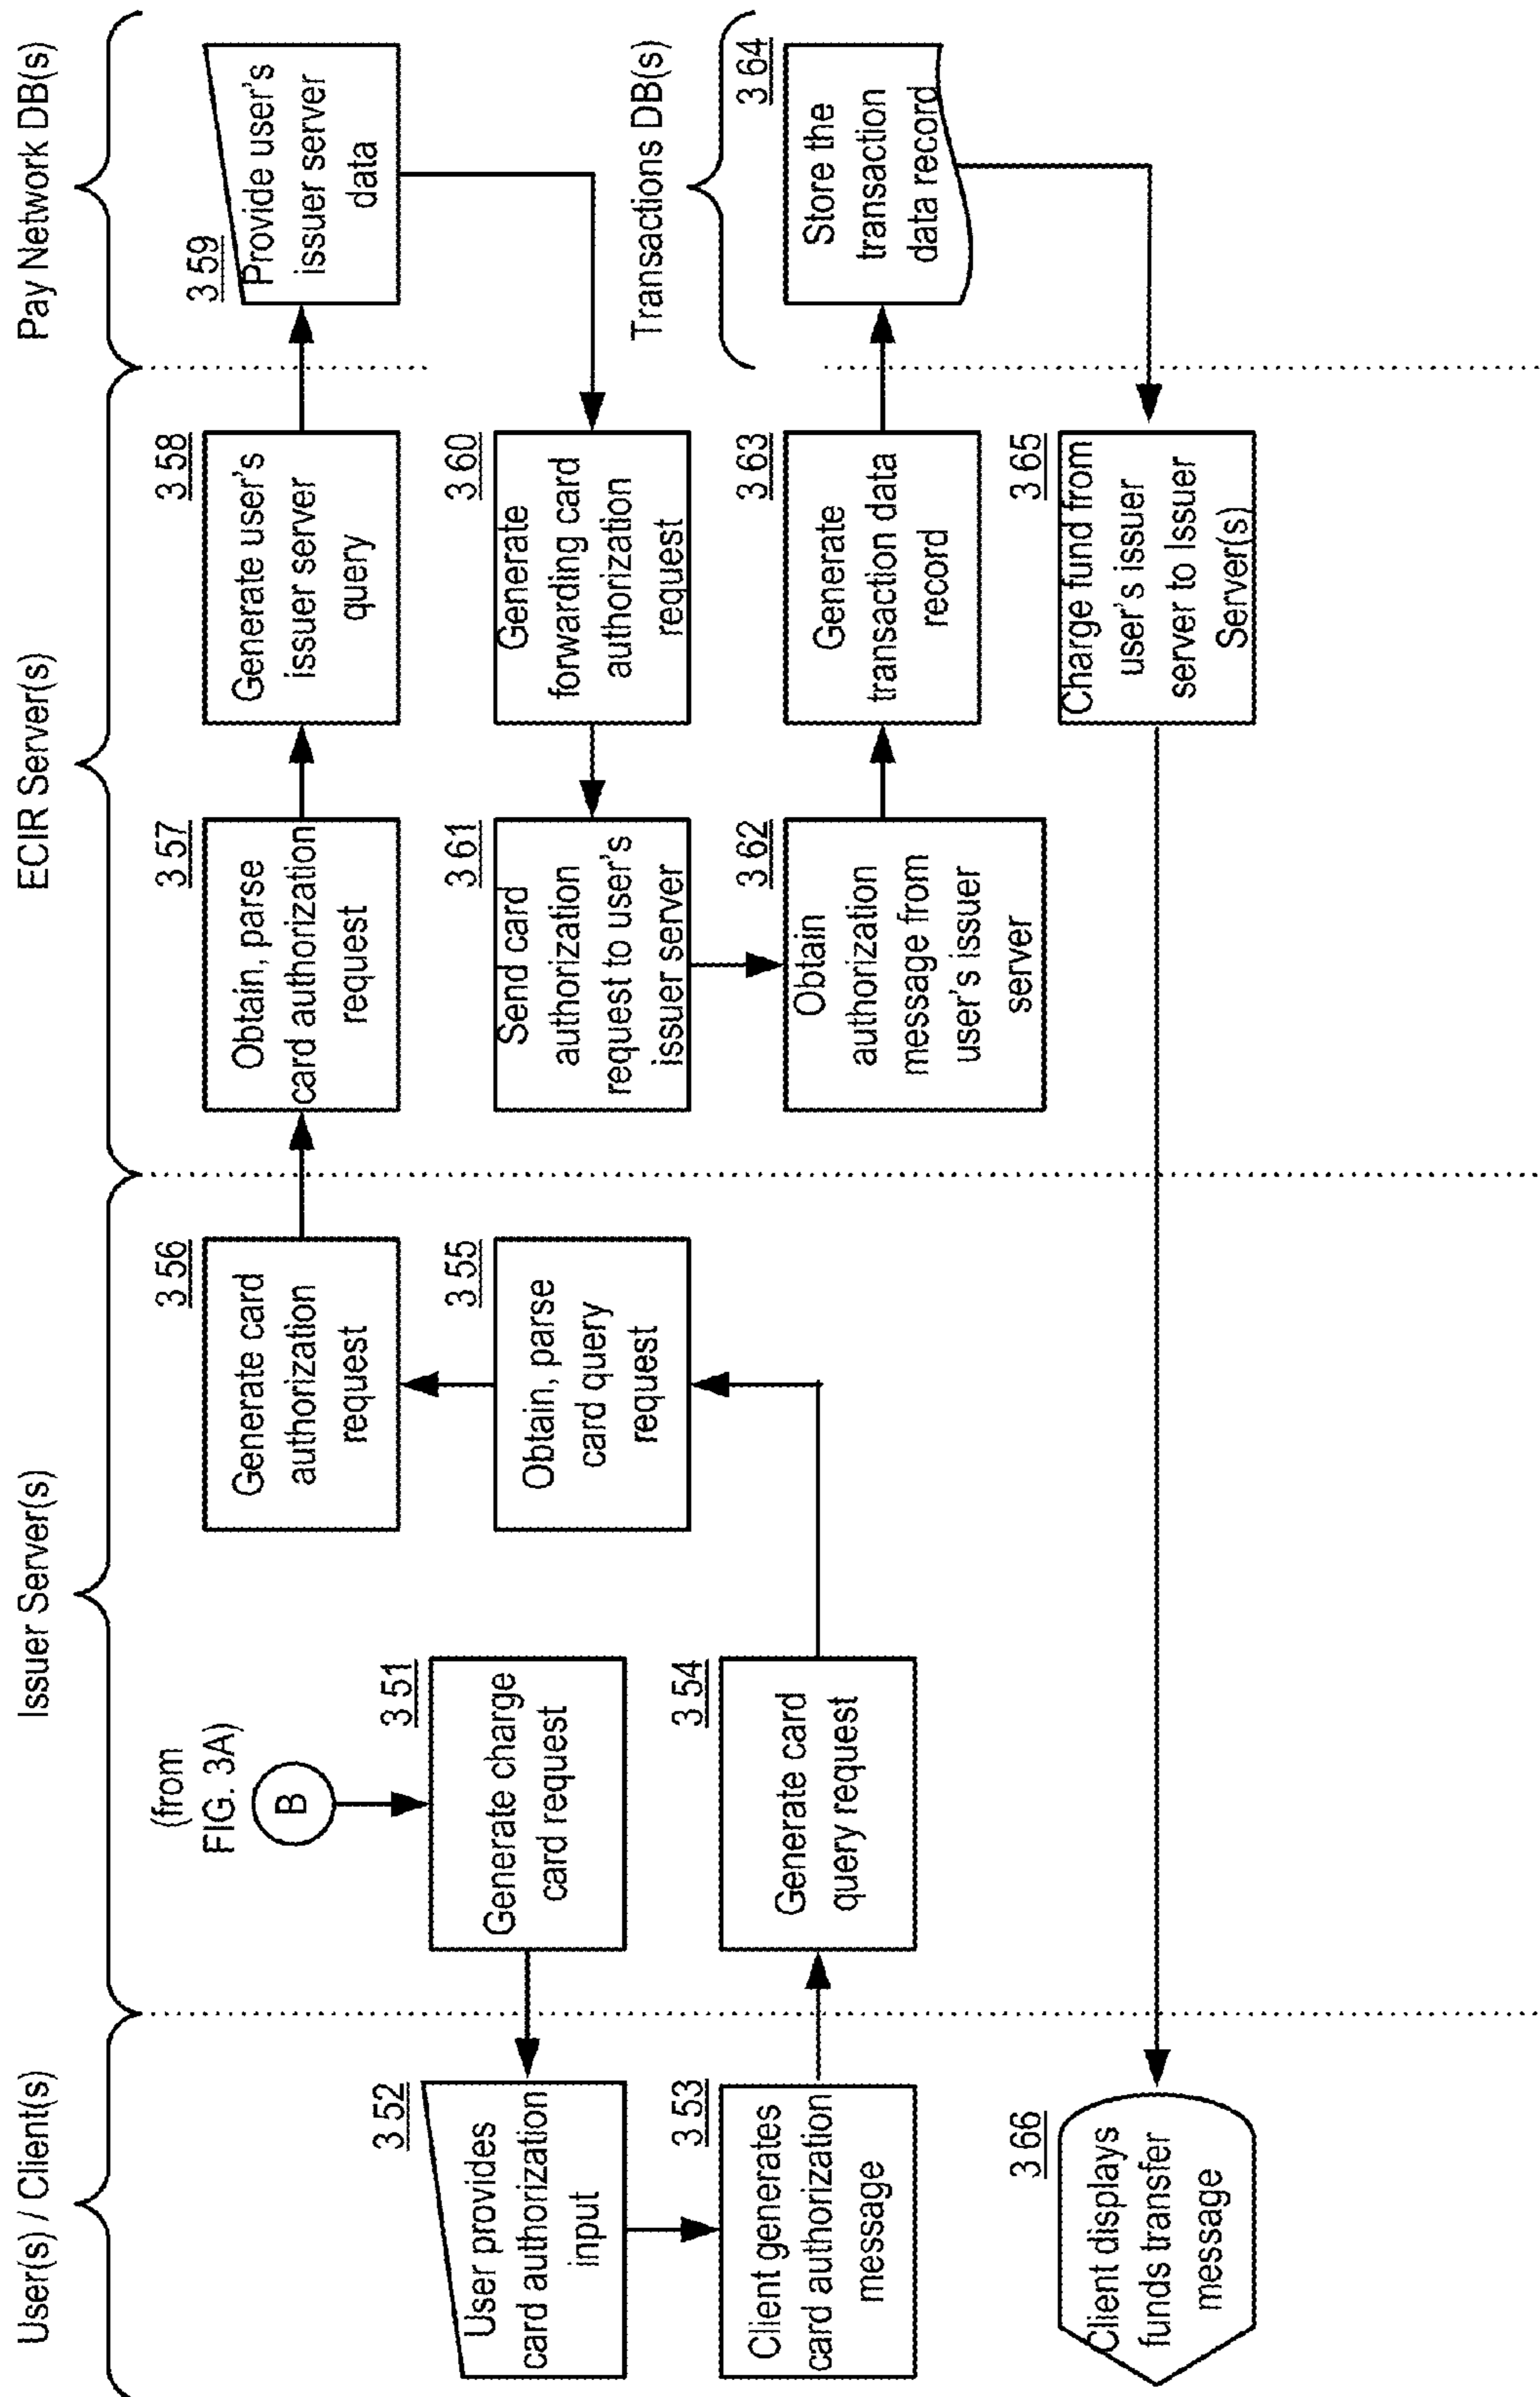 User(s) / Client(s)
Issuer Server(s)
ECIR Server(s)
Pay Network DB(s)
(from
FIG. 3A)
B
3 51
Generate charge
card request
3 52
User provides
card authorization
input
3 53
Client generates
card authorization
message
3 54
Generate card
query request
3 55
Obtain, parse
card query
request
3 56
Generate card
authorization
request
3 57
Obtain, parse
card authorization
request
3 58
Generate user's
issuer server
query
3 59
Provide user's
issuer server
data
3 60
Generate
forwarding card
authorization
request
3 61
Send card
authorization
request to user's
issuer server
3 62
Obtain
authorization
message from
user's issuer
server
3 63
Generate
transaction data
record
Transactions DB(s)
3 64
Store the
transaction
data record
3 65
Charge fund from
user's issuer
server to Issuer
Server(s)
3 66
Client displays
funds transfer
message